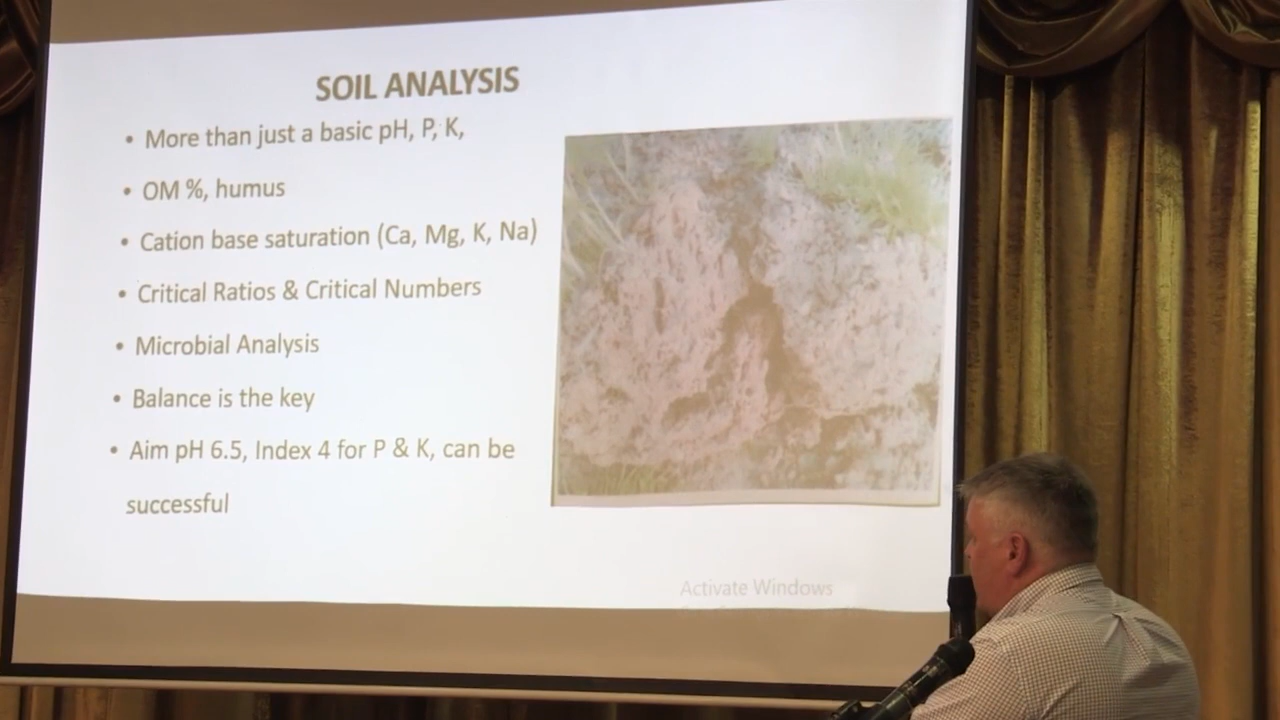 SOIL ANALYSIS
• More than just a basic pH, P, K,
• OM %, humus
• Cation base saturation (Ca, Mg, K, Na)
• Critical Ratios & Critical Numbers
• Microbial Analysis
• Balance is the key
• Aim pH 6.5, Index 4 for P & K, can be
successful
Activate Windows